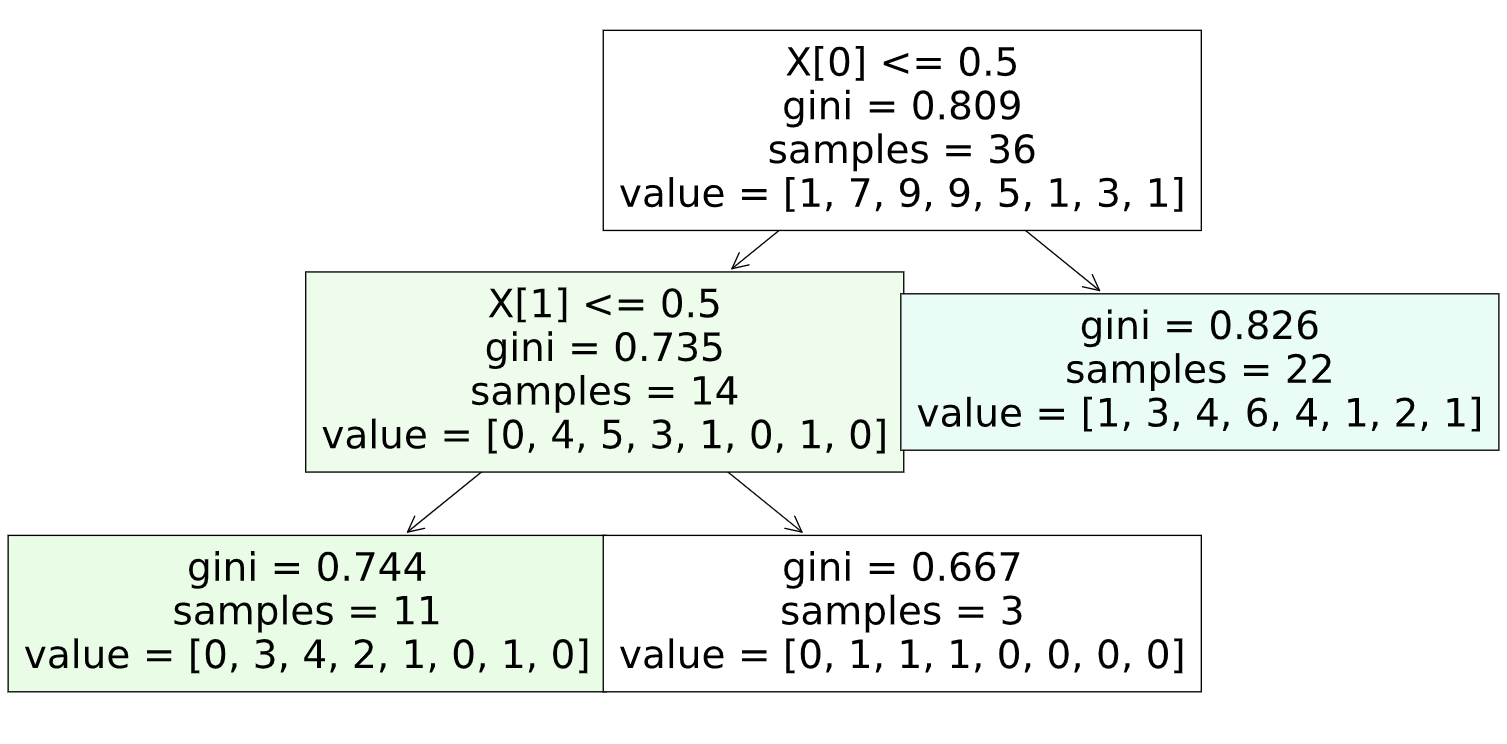 X[0] <= 0.5
gini = 0.809
samples = 36
value = [1, 7, 9, 9, 5, 1, 3, 1]
X[1] <= 0.5
gini = 0.735
samples = 14
value = [0, 4, 5, 3, 1, 0, 1, 0]
gini = 0.826
samples = 22
value = [1, 3, 4, 6, 4, 1, 2, 1]
gini = 0.744
samples = 11
value = [0, 3, 4, 2, 1, 0, 1, 0]
gini = 0.667
samples = 3
value = [0, 1, 1, 1, 0, 0, 0, 0]